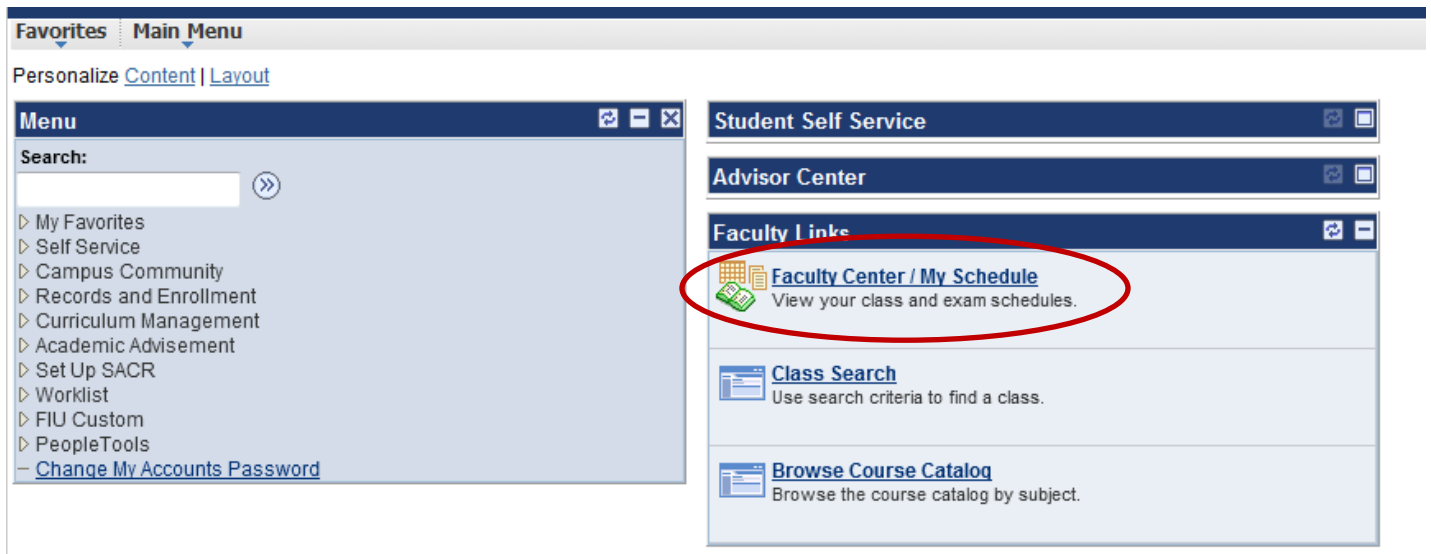 Favorites Main Menu
Personalize Content | Layout
Menu
Search:
My Favorites
Self Service
Campus Community
Records and Enrollment
Curriculum Management
Academic Advisement
Set Up SACR
Worklist
FIU Custom
PeopleTools
Change My Accounts Password
Student Self Service
Advisor Center
Faculty Links
Faculty Center / My Schedule
View your class and exam schedules.
Class Search
Use search criteria to find a class.
Browse Course Catalog
Browse the course catalog by subject.